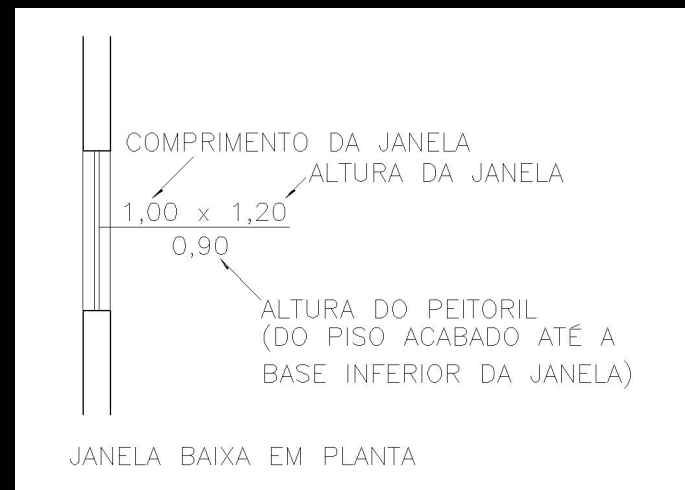 COMPRIMENTO DA JANELA
ALTURA DA JANELA
1,00 x 1,20
0,90
ALTURA DO PEITORIL
(DO PISO ACABADO ATÉ A
BASE INFERIOR DA JANELA)
JANELA BAIXA EM PLANTA